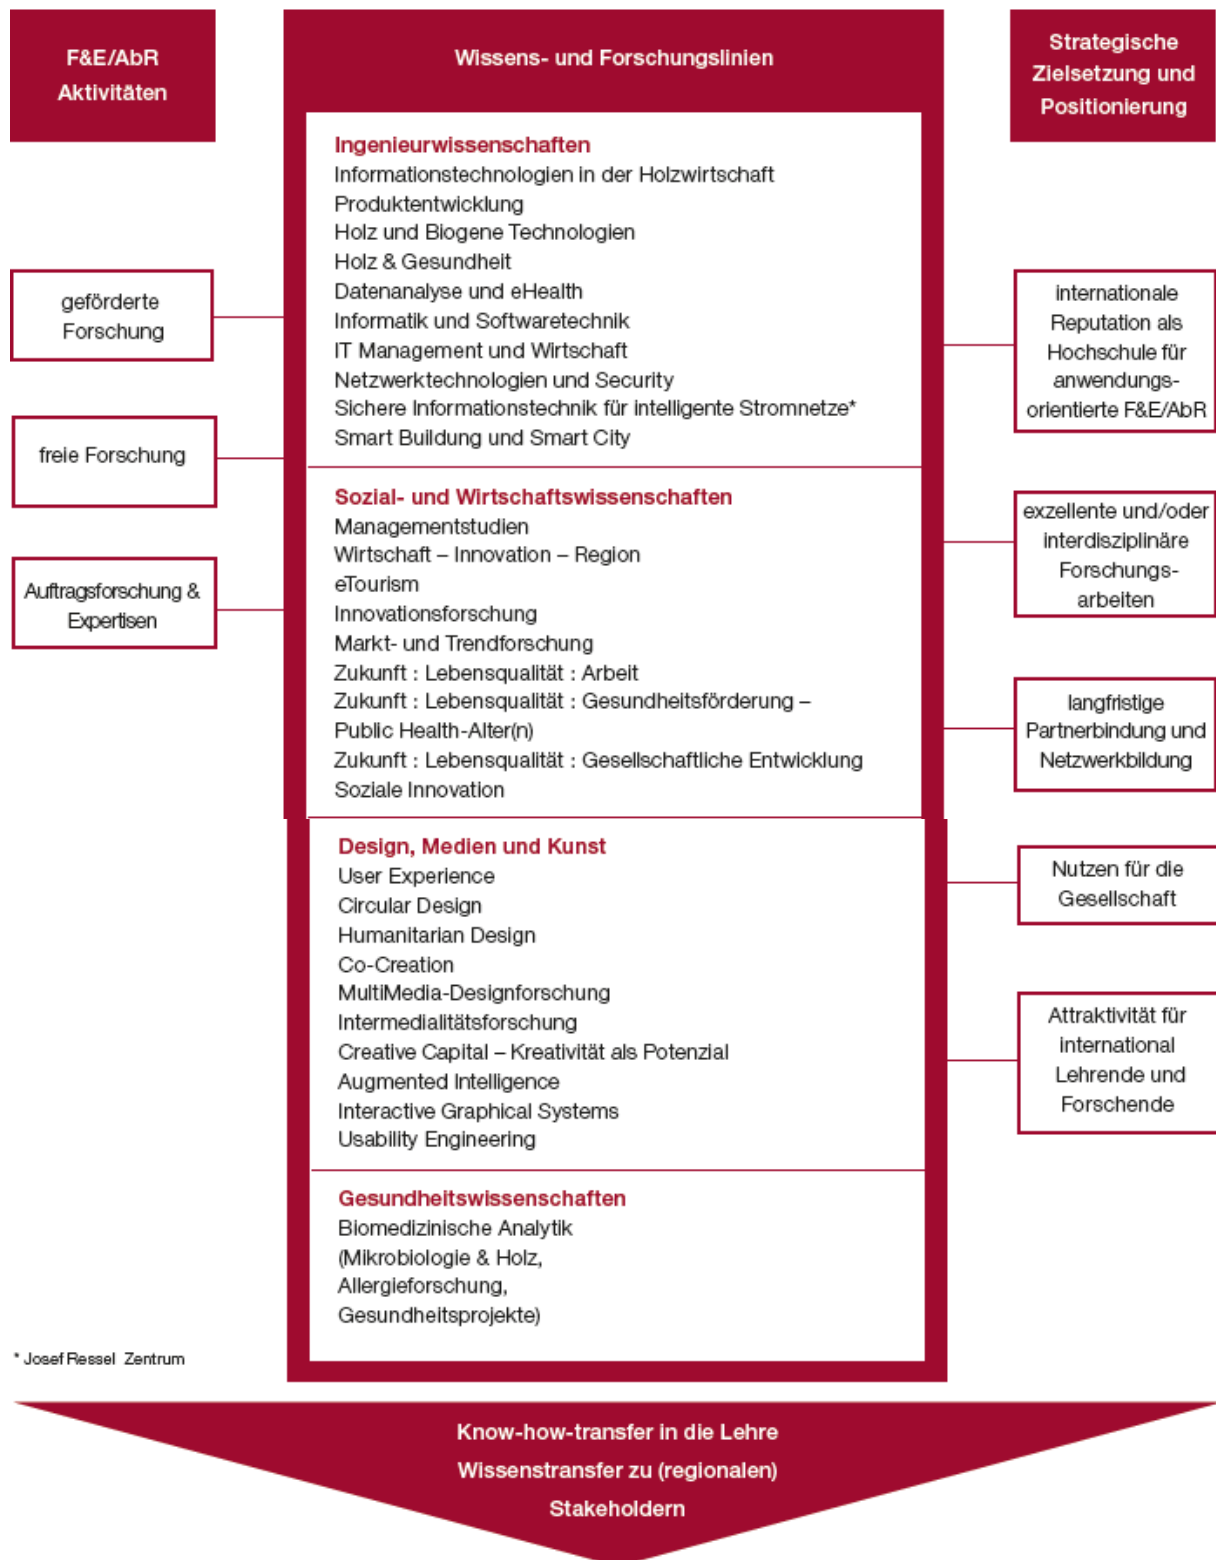 F&E/AbR
Aktivitäten
geförderte
Forschung
freie Forschung
Auftragsforschung &
Expertisen
Wissens- und Forschungslinien
Ingenieurwissenschaften
Informationstechnologien in der Holzwirtschaft
Produktentwicklung
Holz und Biogene Technologien
Holz & Gesundheit
Datenanalyse und eHealth
Informatik und Softwaretechnik
IT Management und Wirtschaft
Netzwerktechnologien und Security
Sichere Informationstechnik für intelligente Stromnetze*
Smart Buildung und Smart City
Sozial- und Wirtschaftswissenschaften
Managementstudien
Wirtschaft – Innovation – Region
eTourism
Innovationsforschung
Markt- und Trendforschung
Zukunft : Lebensqualität : Arbeit
Zukunft : Lebensqualität : Gesundheitsförderung –
Public Health-Alter(n)
Zukunft : Lebensqualität : Gesellschaftliche Entwicklung
Soziale Innovation
Design, Medien und Kunst
User Experience
Circular Design
Humanitarian Design
Co-Creation
MultiMedia-Designforschung
Intermedialitätsforschung
Creative Capital – Kreativität als Potenzial
Augmented Intelligence
Interactive Graphical Systems
Usability Engineering
Gesundheitswissenschaften
Biomedizinische Analytik
(Mikrobiologie & Holz,
Allergieforschung,
Gesundheitsprojekte)
Strategische
Zielsetzung und
Positionierung
internationale
Reputation als
Hochschule für
anwendungs-
orientierte F&E/AbR
exzellente und/oder
interdisziplinäre
Forschungs-
arbeiten
langfristige
Partnerbindung und
Netzwerkbildung
Nutzen für die
Gesellschaft
Attraktivität für
international
Lehrende und
Forschende
* Josef Ressel Zentrum
Know-how-transfer in die Lehre
Wissenstransfer zu (regionalen)
Stakeholdern